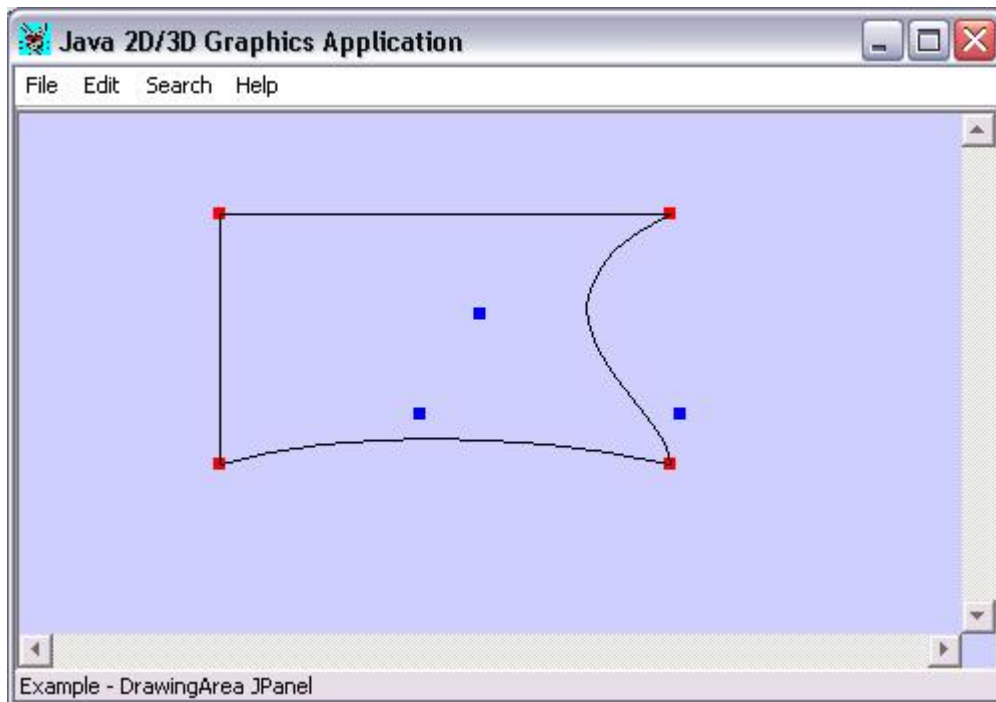 Java 2D/3D Graphics Application
File Edit Search Help
Example - DrawingArea JPanel